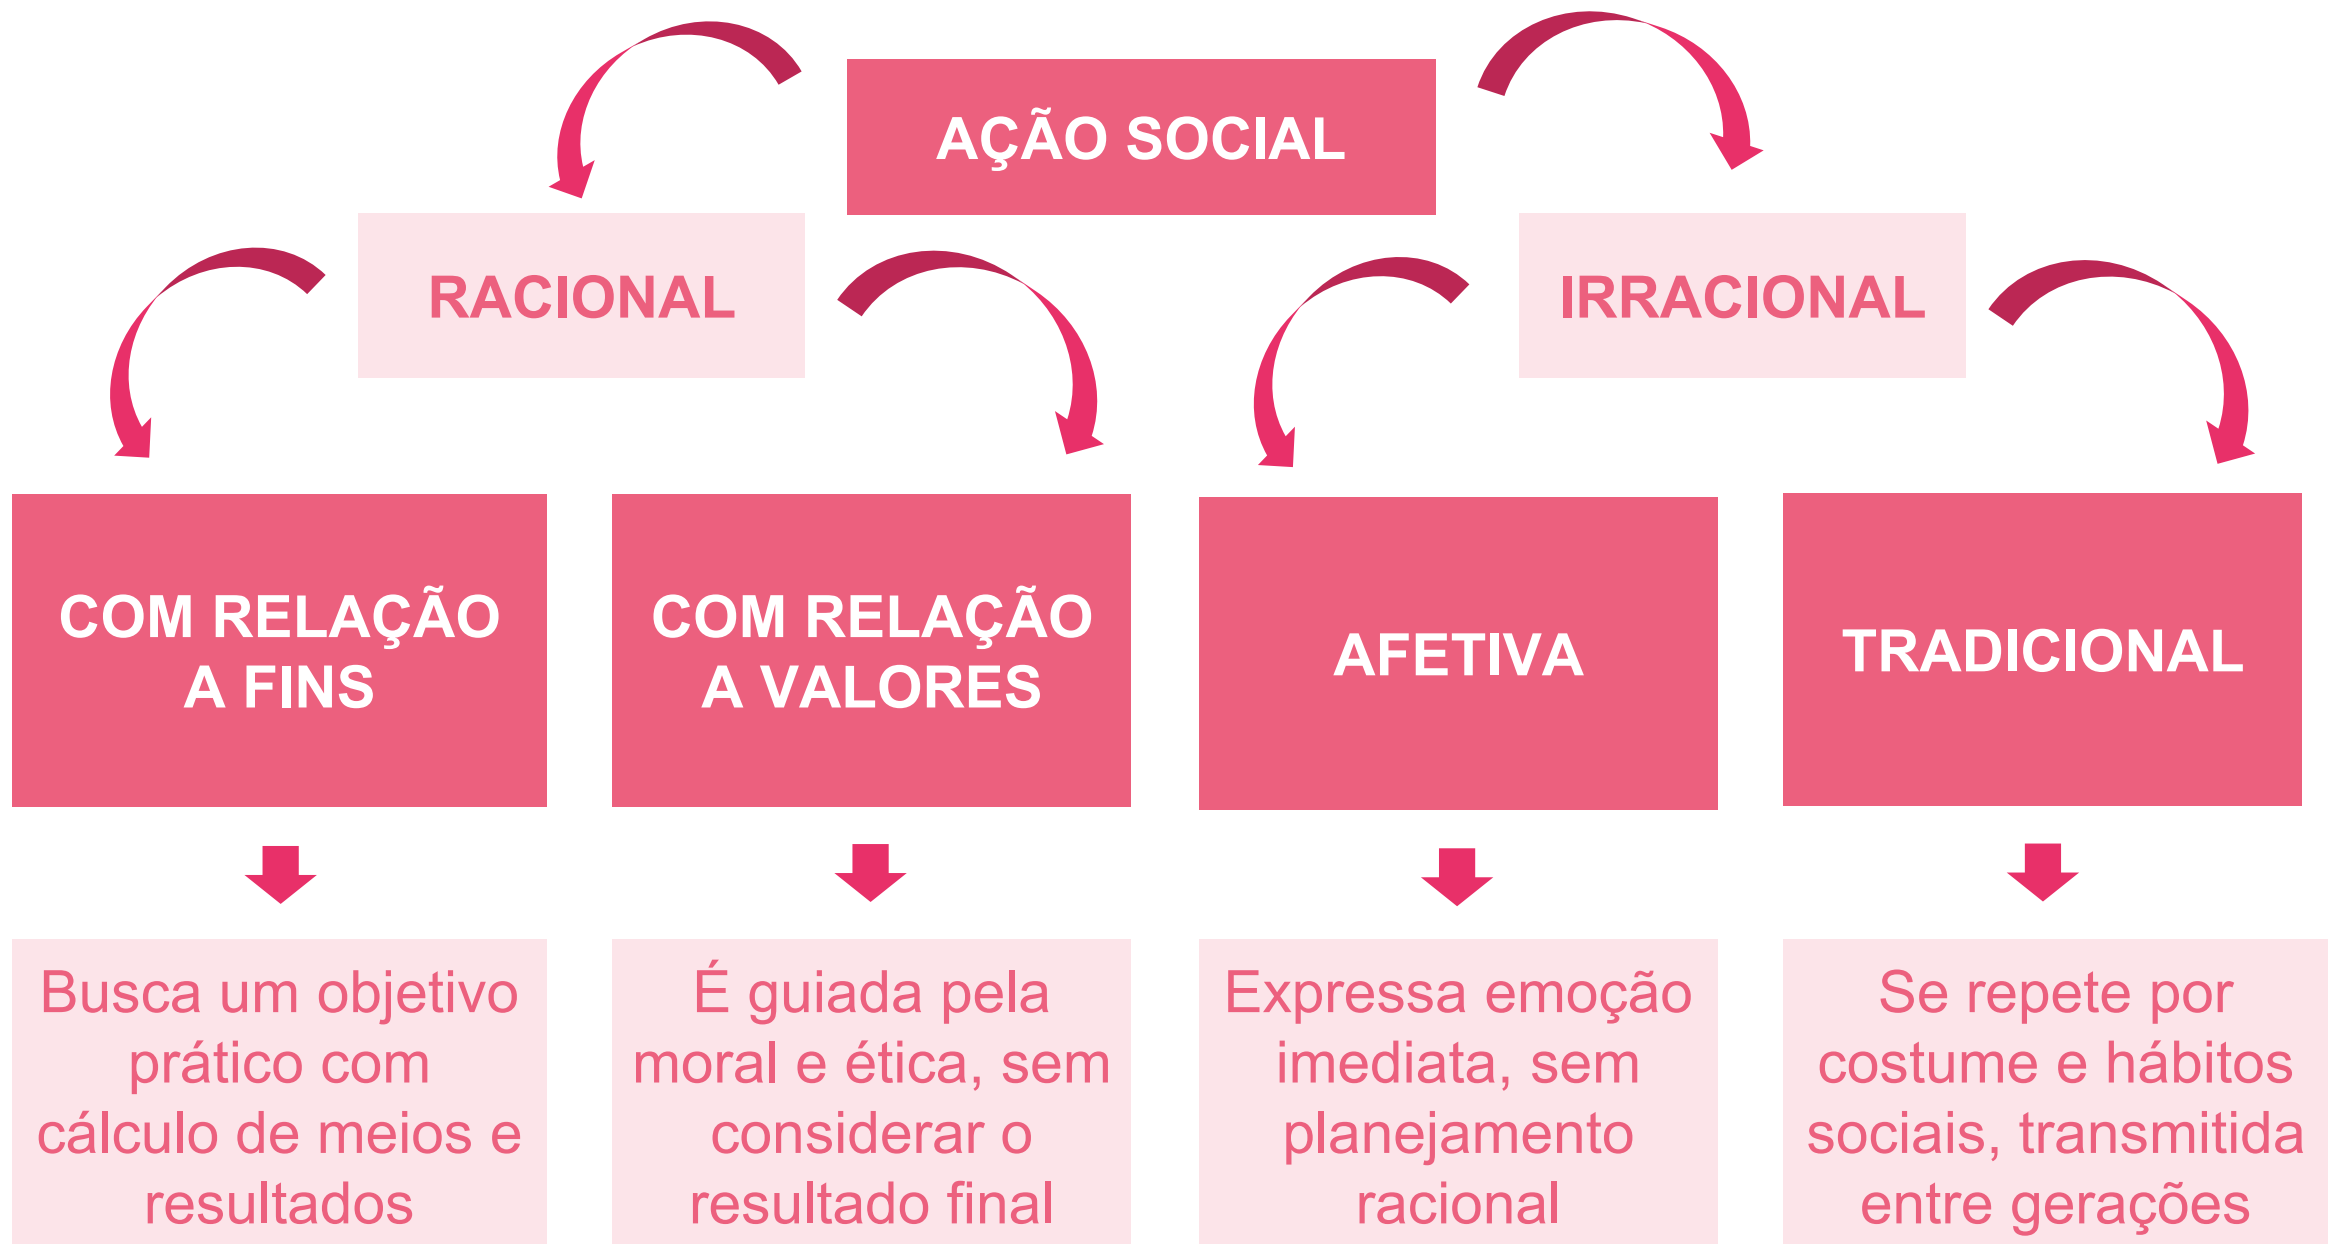 AÇÃO SOCIAL
RACIONAL
IRRACIONAL
COM RELAÇÃO
A FINS
COM RELAÇÃO
A VALORES
AFETIVA
TRADICIONAL
Busca um objetivo
prático com
cálculo de meios e
resultados
É guiada pela
moral e ética, sem
considerar o
resultado final
Expressa emoção
imediata, sem
planejamento
racional
Se repete por
costume e hábitos
sociais, transmitida
entre gerações